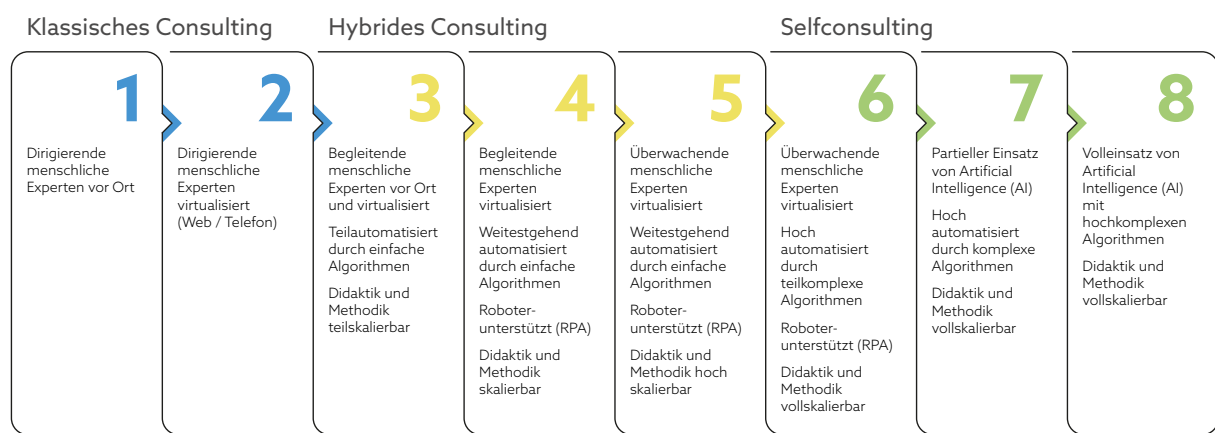 Klassisches Consulting
Hybrides Consulting
Selfconsulting
1
Dirigierende
menschliche
Experten vor Ort
2
Dirigierende
menschliche
Experten
virtualisiert
(Web / Telefon)
3
Begleitende
menschliche
Experten vor Ort
und virtualisiert
Teilautomatisiert
durch einfache
Algorithmen
Didaktik und
Methodik
teilskalierbar
4
Begleitende
menschliche
Experten
virtualisiert
Weitestgehend
automatisiert
durch einfache
Algorithmen
Roboter-
unterstützt (RPA)
Didaktik und
Methodik
skalierbar
5
Überwachende
menschliche
Experten
virtualisiert
Weitestgehend
automatisiert
durch einfache
Algorithmen
Roboter-
unterstützt (RPA)
Didaktik und
Methodik hoch
skalierbar
6
Überwachende
menschliche
Experten
virtualisiert
Hoch
automatisiert
durch
teilkomplexe
Algorithmen
Roboter-
unterstützt (RPA)
Didaktik und
Methodik
vollskalierbar
7
Partieller Einsatz
von Artificial
Intelligence (AI)
Hoch
automatisiert
durch komplexe
Algorithmen
Didaktik und
Methodik
vollskalierbar
8
Volleinsatz von
Artificial
Intelligence (AI)
mit
hochkomplexen
Algorithmen
Didaktik und
Methodik
vollskalierbar